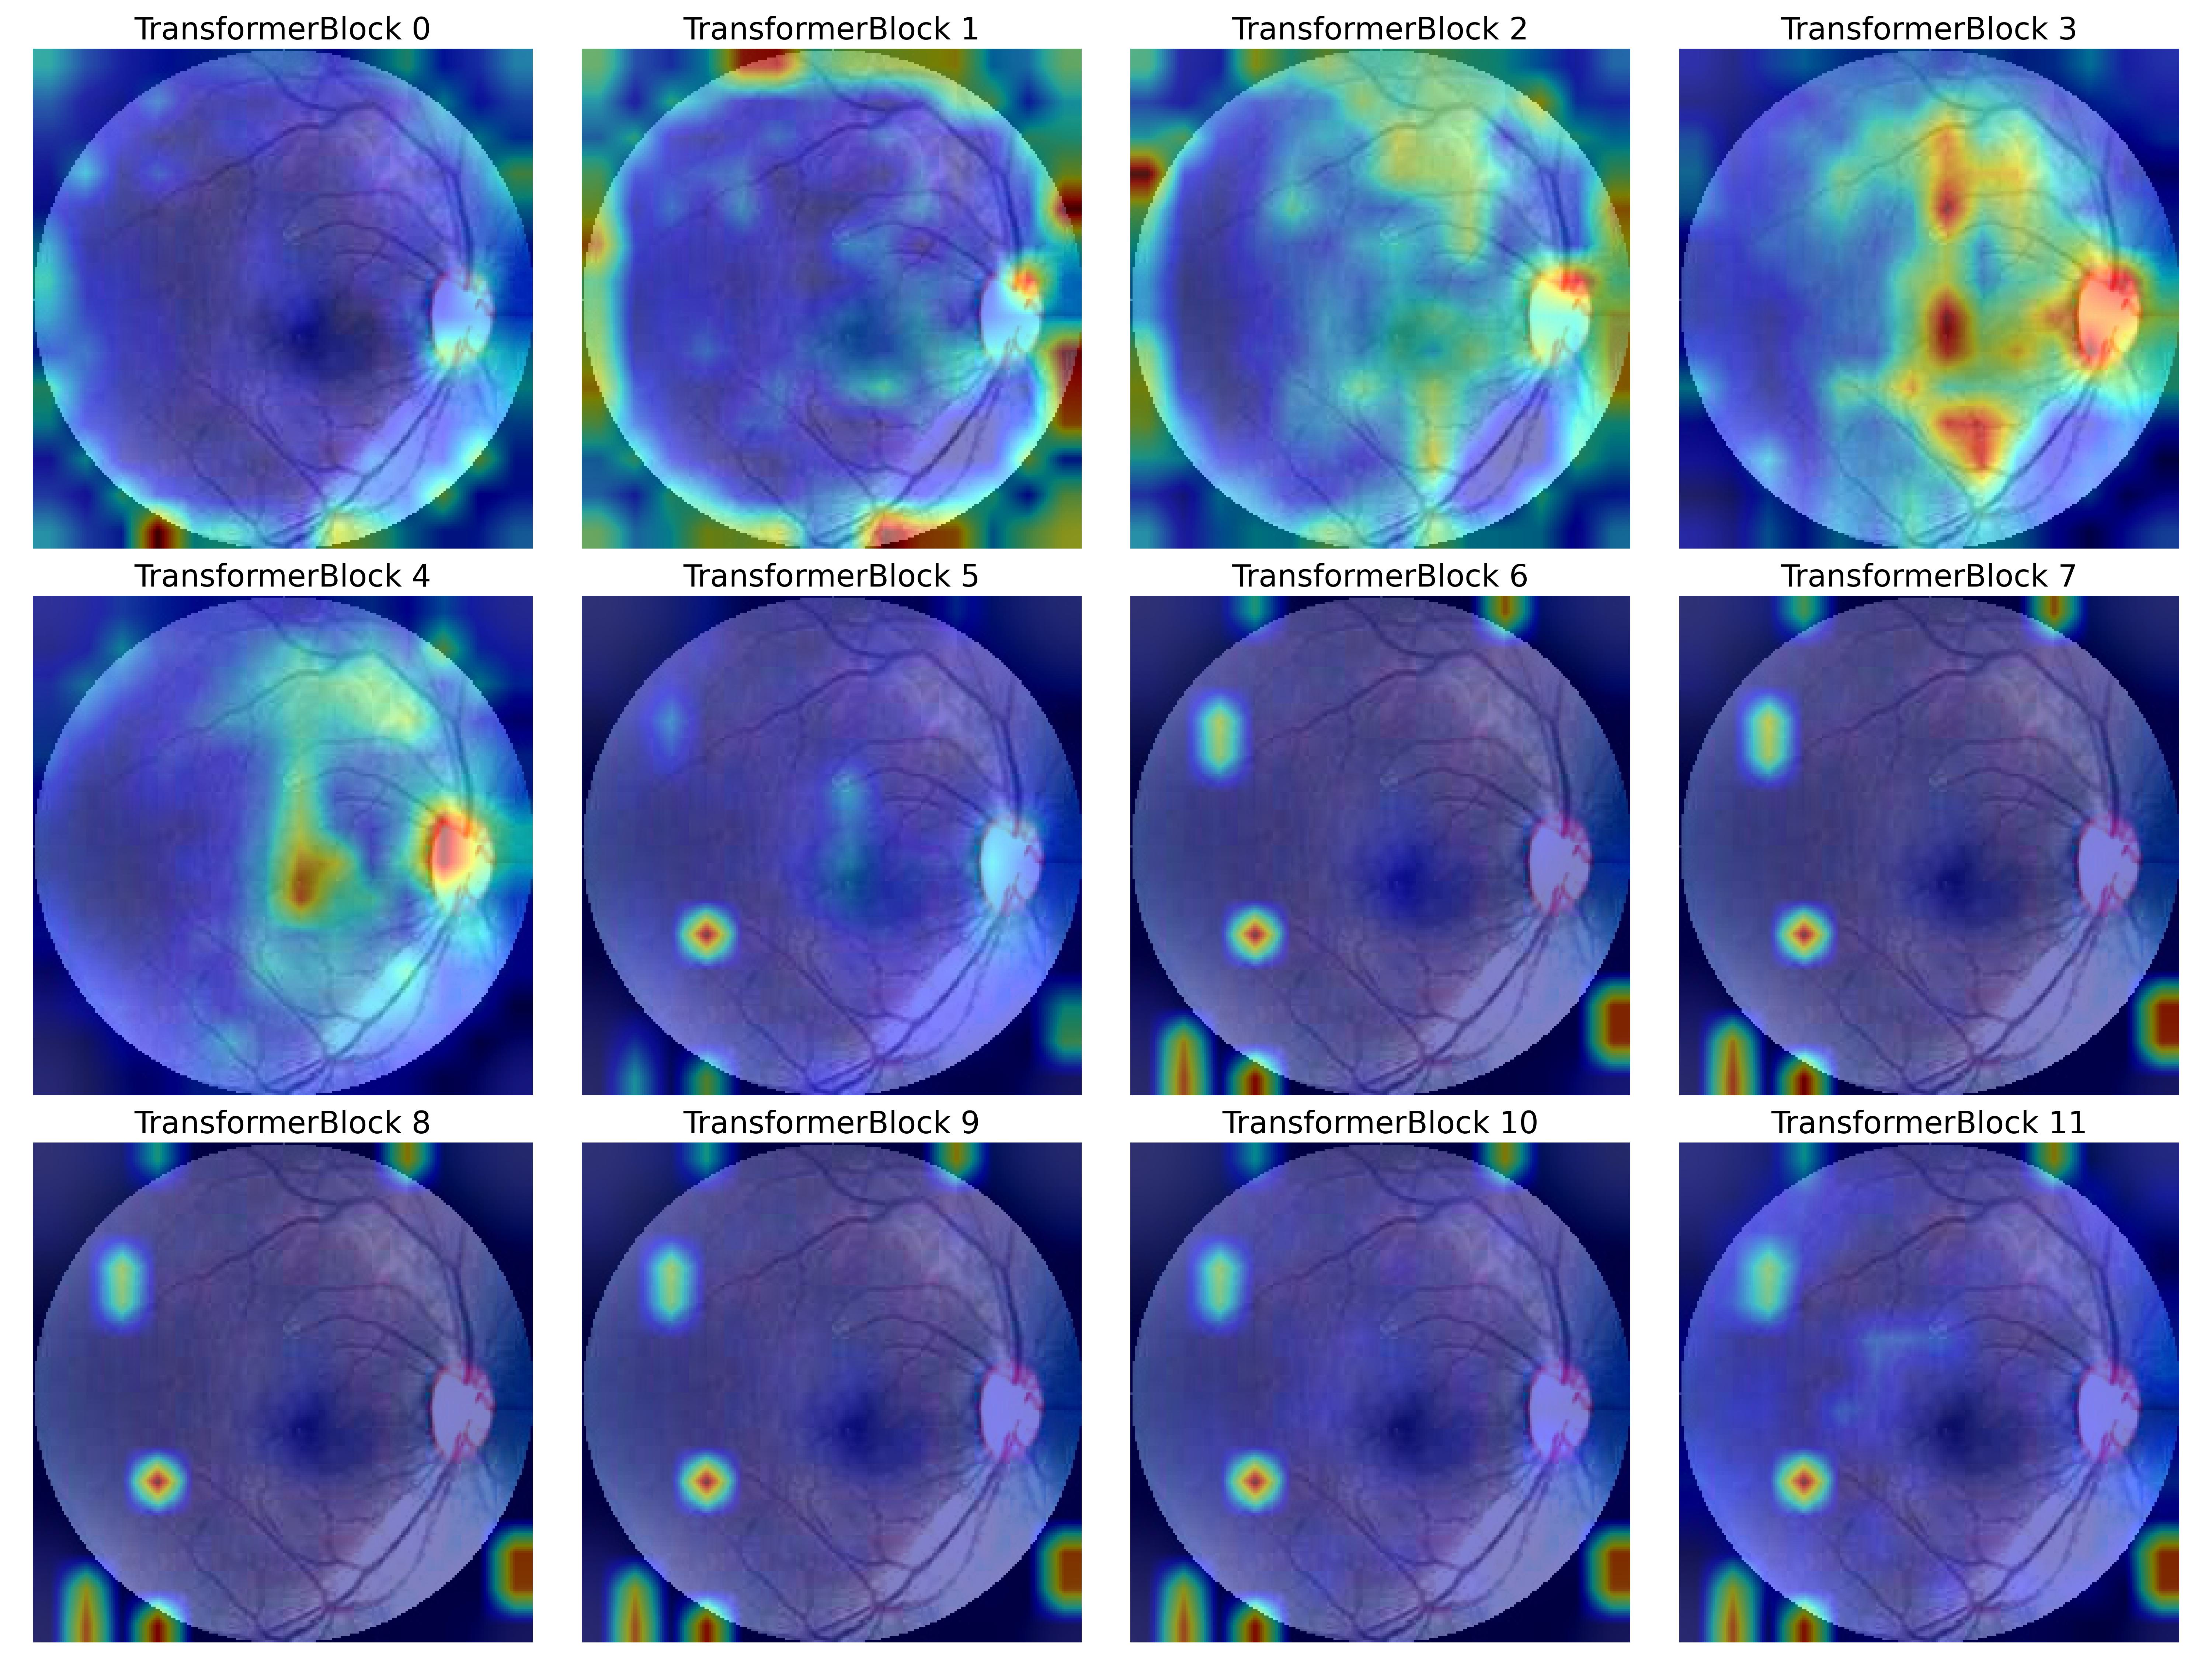 TransformerBlock 0
TransformerBlock 1
TransformerBlock 2
TransformerBlock 3
TransformerBlock 4
TransformerBlock 5
TransformerBlock 6
TransformerBlock 7
TransformerBlock 8
TransformerBlock 9
TransformerBlock 10
TransformerBlock 11